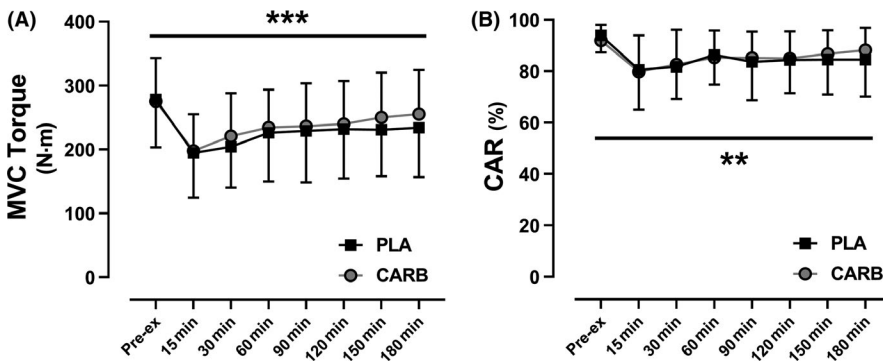 (A)
***
MVC Torque
(N·m)
400
300
200
100
0
PLA
CARB
Pre-ex
15 min
30 min
60 min
90 min
120 min
150 min
180 min
(B)
CAR (%)
100
80
60
40
20
0
**
PLA
CARB
Pre-ex
15 min
30 min
60 min
90 min
120 min
150 min
180 min